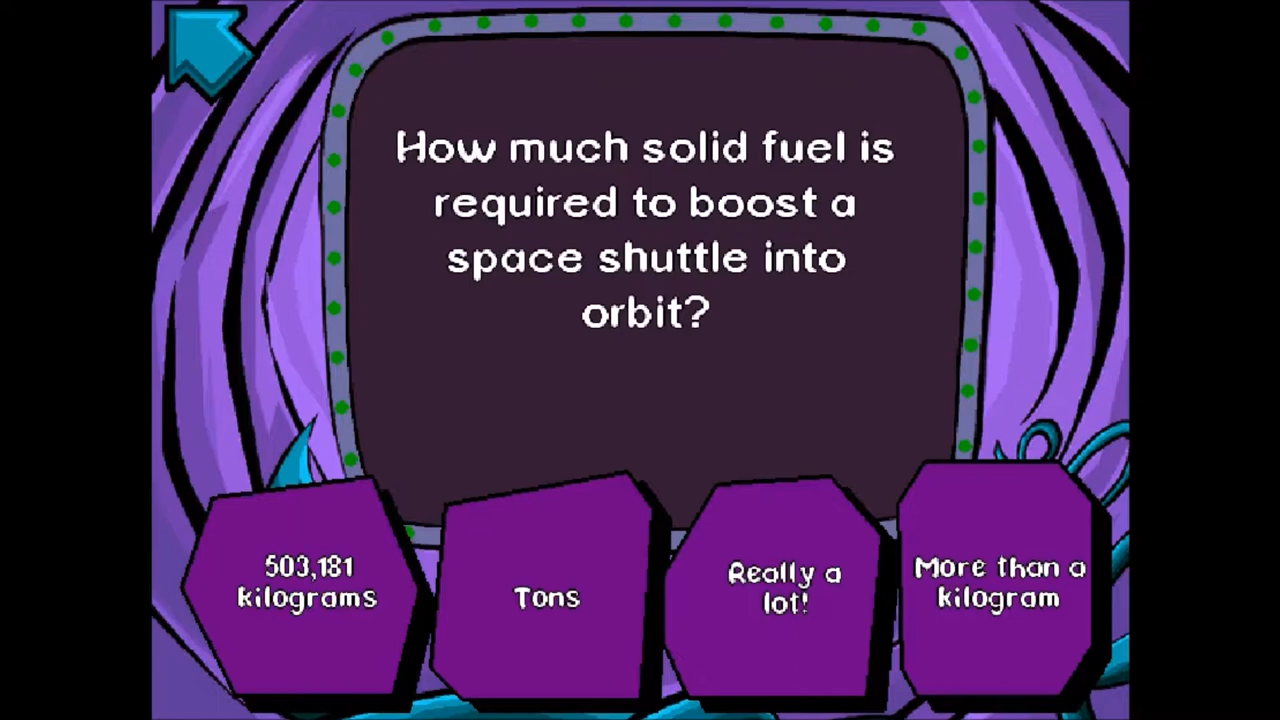 How much solid fuel is
required to boost a
space shuttle into
orbit?
503,181
kilograms
Tons
Really a
lot!
More than a
kilogram